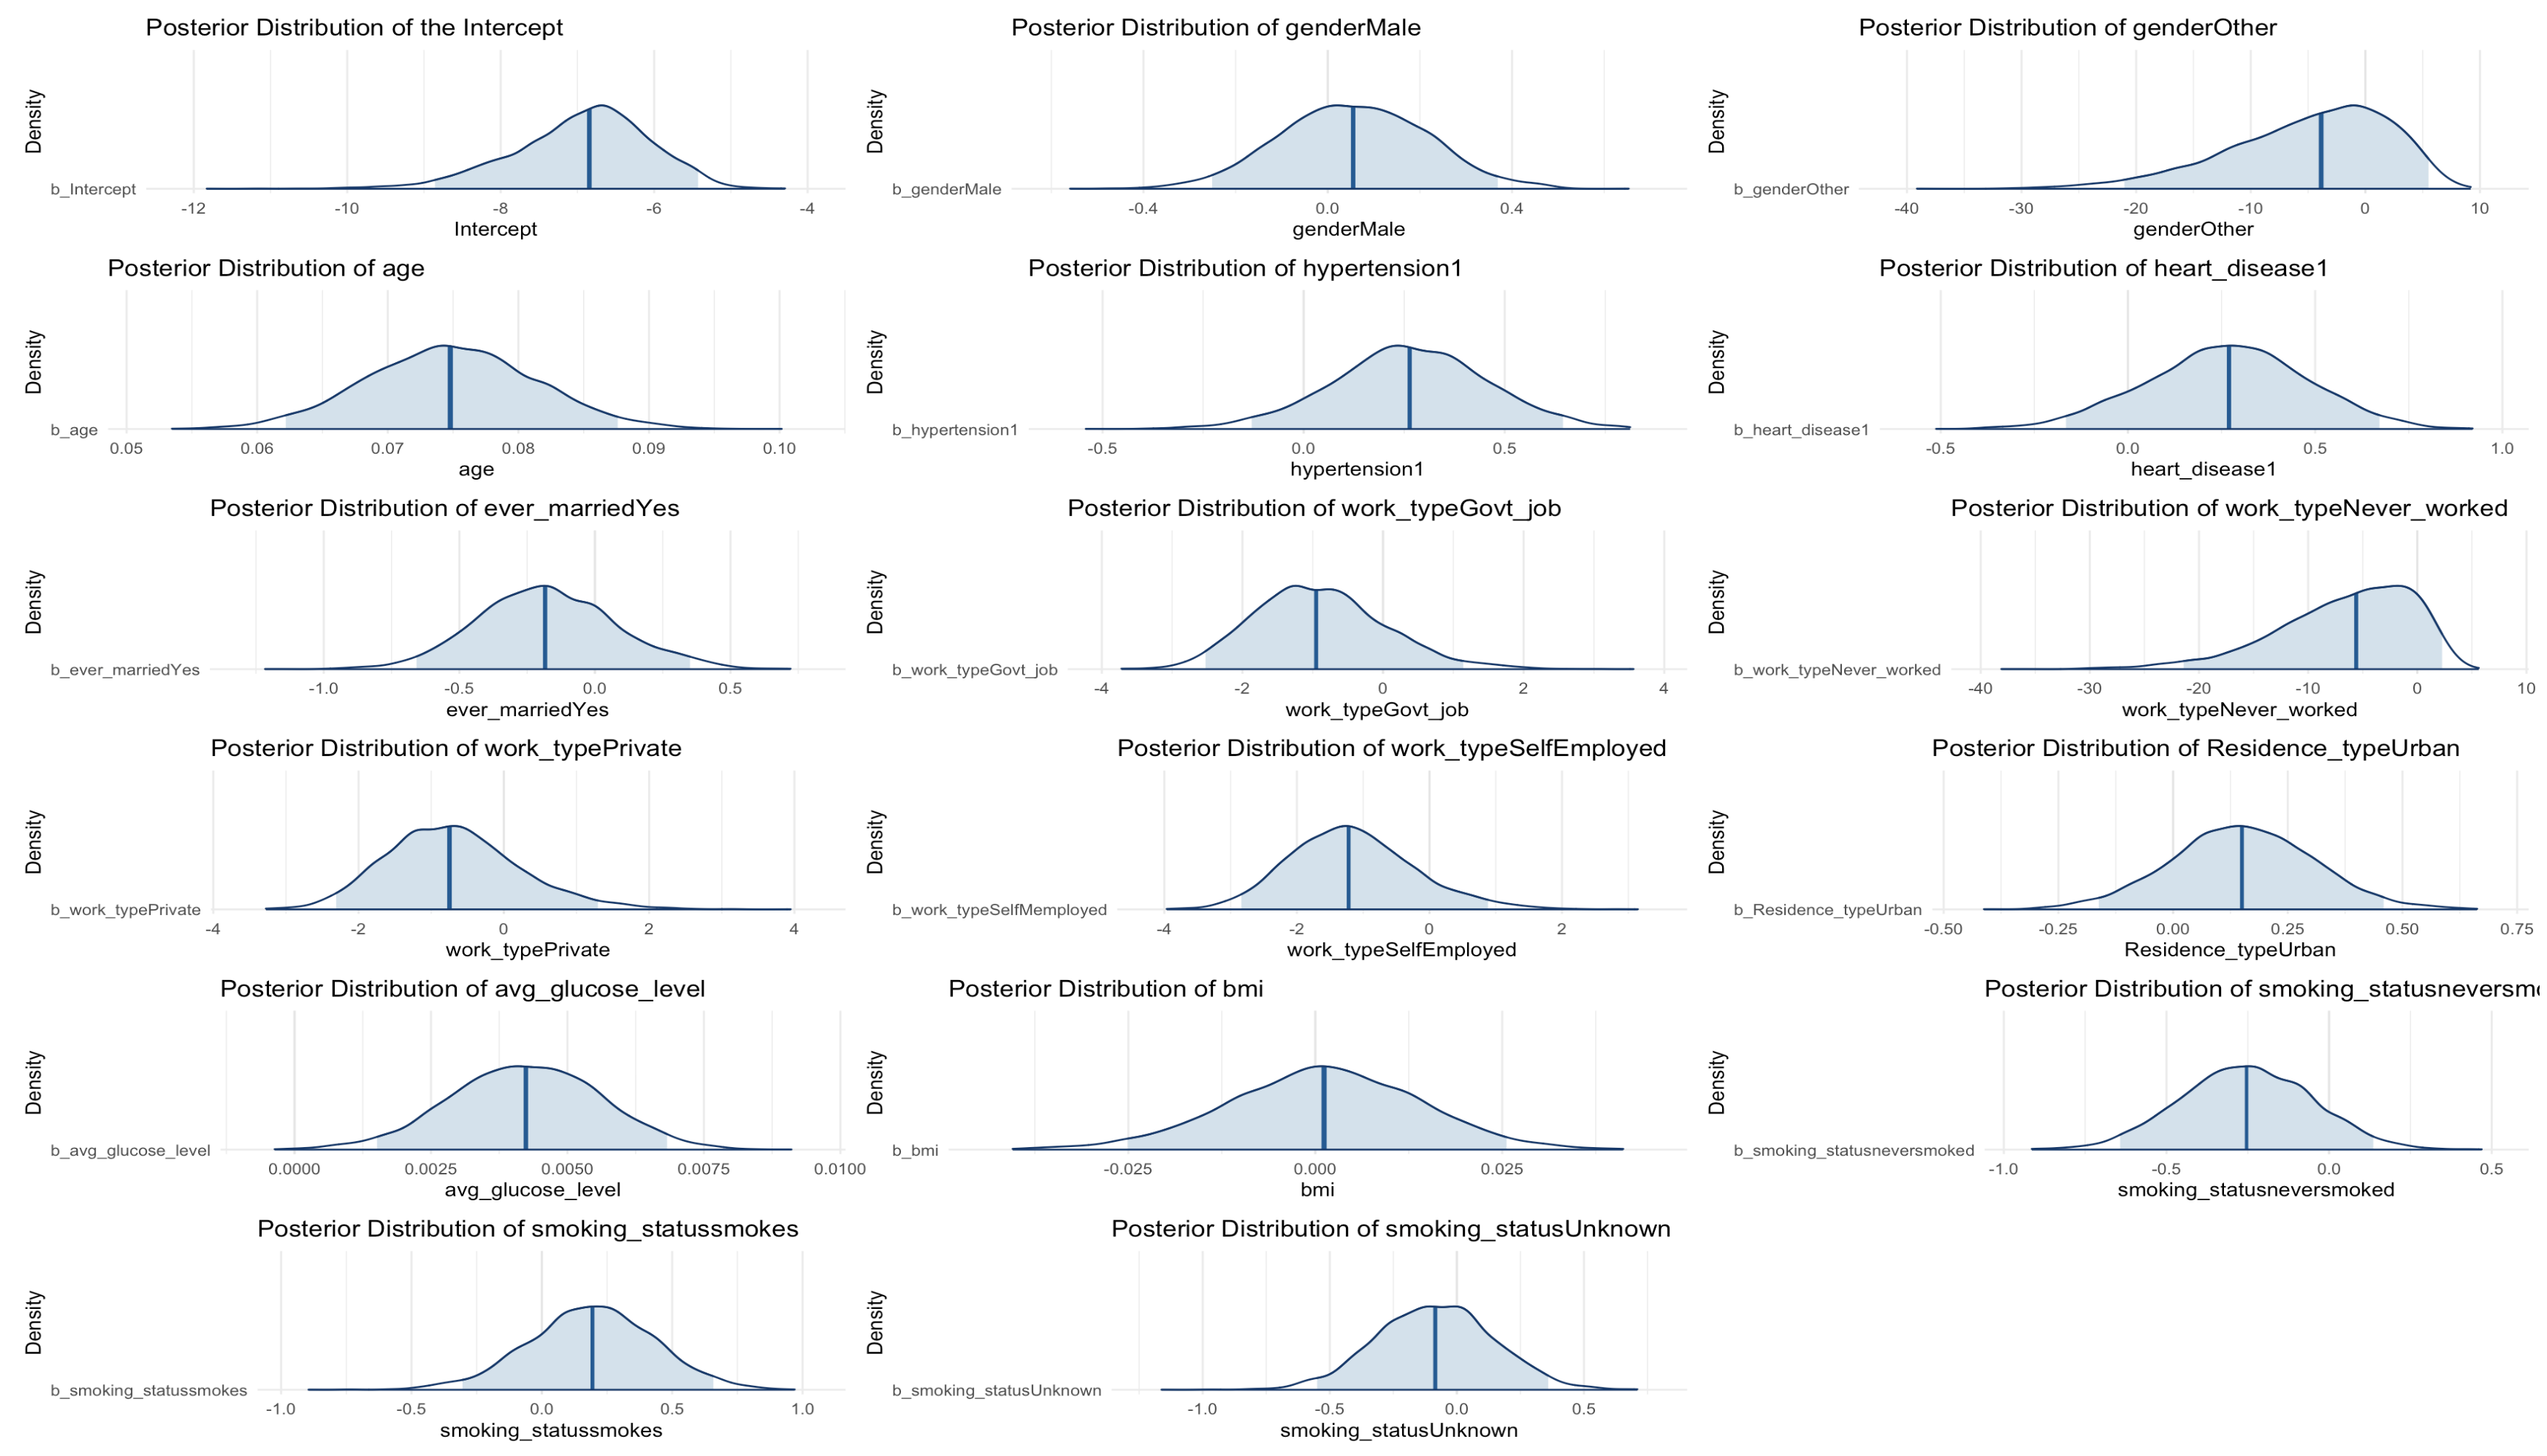 Posterior Distribution of the Intercept
Density
b_Intercept
-12 -10 -8 -6 -4
Intercept
Posterior Distribution of genderMale
Density
b_genderMale
-0.4 0.0 0.4
genderMale
Posterior Distribution of genderOther
Density
b_genderOther
-40 -30 -20 -10 0 10
genderOther
Posterior Distribution of age
Density
b_age
0.05 0.06 0.07 0.08 0.09 0.10
age
Posterior Distribution of hypertension1
Density
b_hypertension1
-0.5 0.0 0.5
hypertension1
Posterior Distribution of heart_disease1
Density
b_heart_disease1
-0.5 0.0 0.5 1.0
heart_disease1
Posterior Distribution of ever_marriedYes
Density
b_ever_marriedYes
-1.0 -0.5 0.0 0.5
ever_marriedYes
Posterior Distribution of work_typeGovt_job
Density
b_work_typeGovt_job
-4 -2 0 2 4
work_typeGovt_job
Posterior Distribution of work_typeNever_worked
Density
b_work_typeNever_worked
-40 -30 -20 -10 0 10
work_typeNever_worked
Posterior Distribution of work_typePrivate
Density
b_work_typePrivate
-4 -2 0 2 4
work_typePrivate
Posterior Distribution of work_typeSelfEmployed
Density
b_work_typeSelfMemployed
-4 -2 0 2
work_typeSelfEmployed
Posterior Distribution of Residence_typeUrban
Density
b_Residence_typeUrban
-0.50 -0.25 0.00 0.25 0.50 0.75
Residence_typeUrban
Posterior Distribution of avg_glucose_level
Density
b_avg_glucose_level
0.0000 0.0025 0.0050 0.0075 0.0100
avg_glucose_level
Posterior Distribution of bmi
Density
b_bmi
-0.025 0.000 0.025
bmi
Posterior Distribution of smoking_statusneversm
Density
b_smoking_statusneversmoked
-1.0 -0.5 0.0 0.5
smoking_statusneversmoked
Posterior Distribution of smoking_statussmokes
Density
b_smoking_statussmokes
-1.0 -0.5 0.0 0.5 1.0
smoking_statussmokes
Posterior Distribution of smoking_statusUnknown
Density
b_smoking_statusUnknown
-1.0 -0.5 0.0 0.5
smoking_statusUnknown